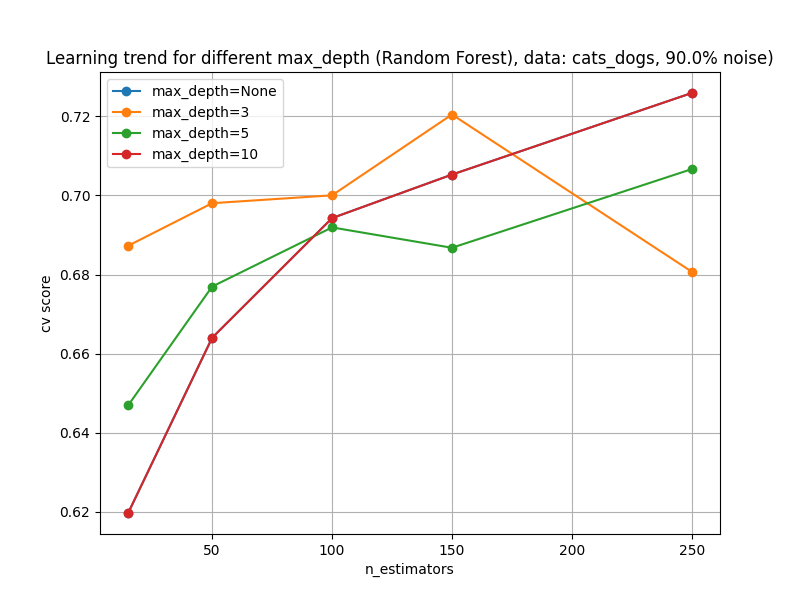 Learning trend for different max_depth (Random Forest), data: cats_dogs, 90.0% noise)
max_depth=None
max_depth=3
max_depth=5
max_depth=10
cv score
0.72
0.70
0.68
0.66
0.64
0.62
50 100 150 200 250
n_estimators